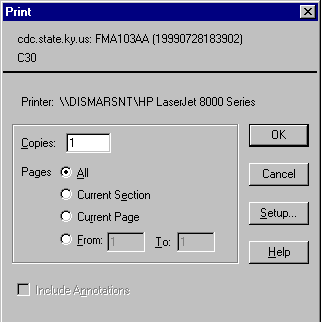 Print
cdc.state.ky.us: FMA103AA (19990728183902)
C30
Printer: \\DISMARSNT\HP LaserJet 8000 Series
Copies: 1
OK
Pages All
Cancel
Current Section
Current Page
Setup...
From: 1 To: 1
Help
Include Annotations